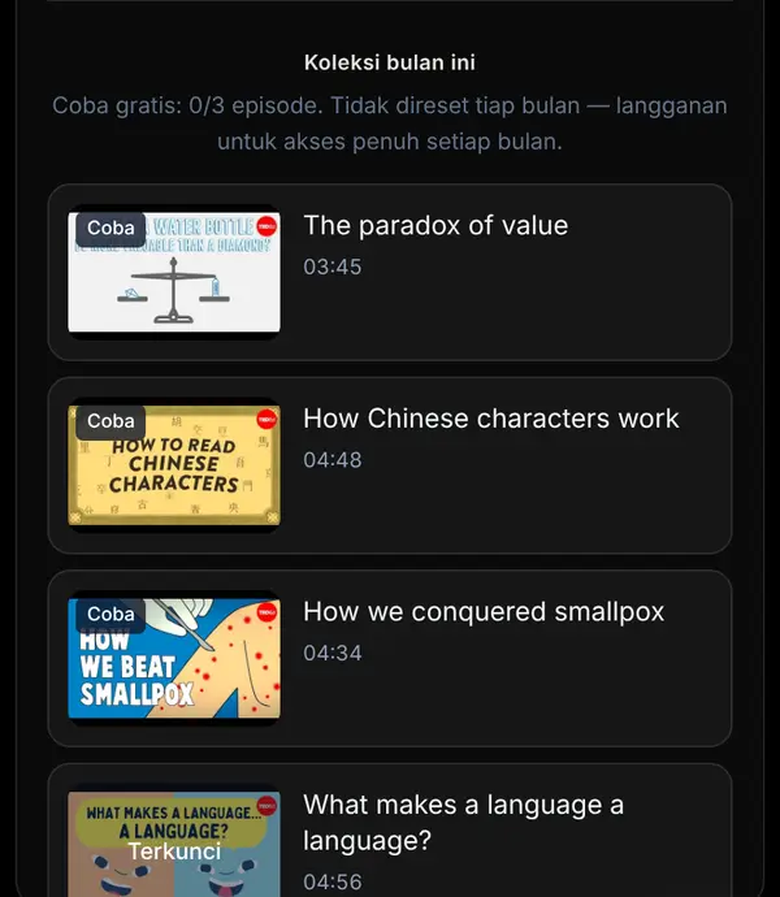 Koleksi bulan ini
Coba gratis: 0/3 episode. Tidak direset tiap bulan — langganan
untuk akses penuh setiap bulan.
Coba
WATER BOTTLE
THAN A DIAMOND?
The paradox of value
03:45
Coba
HOW TO READ
CHINESE
CHARACTERS
How Chinese characters work
04:48
Coba
HOW
WE BEAT
SMALLPOX
How we conquered smallpox
04:34
WHAT MAKES A LANGUAGE...
A LANGUAGE?
Terkunci
What makes a language a
language?
04:56